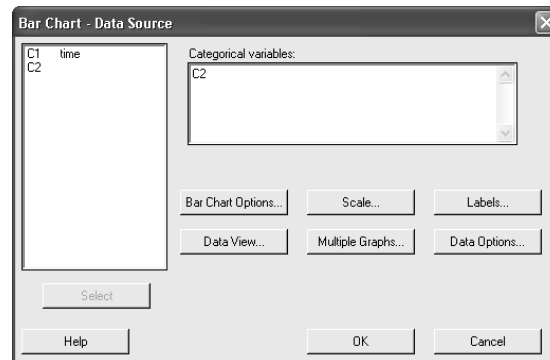 Bar Chart - Data Source
C1 time
C2
Categorical variables:
C2
Bar Chart Options...
Scale...
Labels...
Data View...
Multiple Graphs...
Data Options...
Select
Help
OK
Cancel